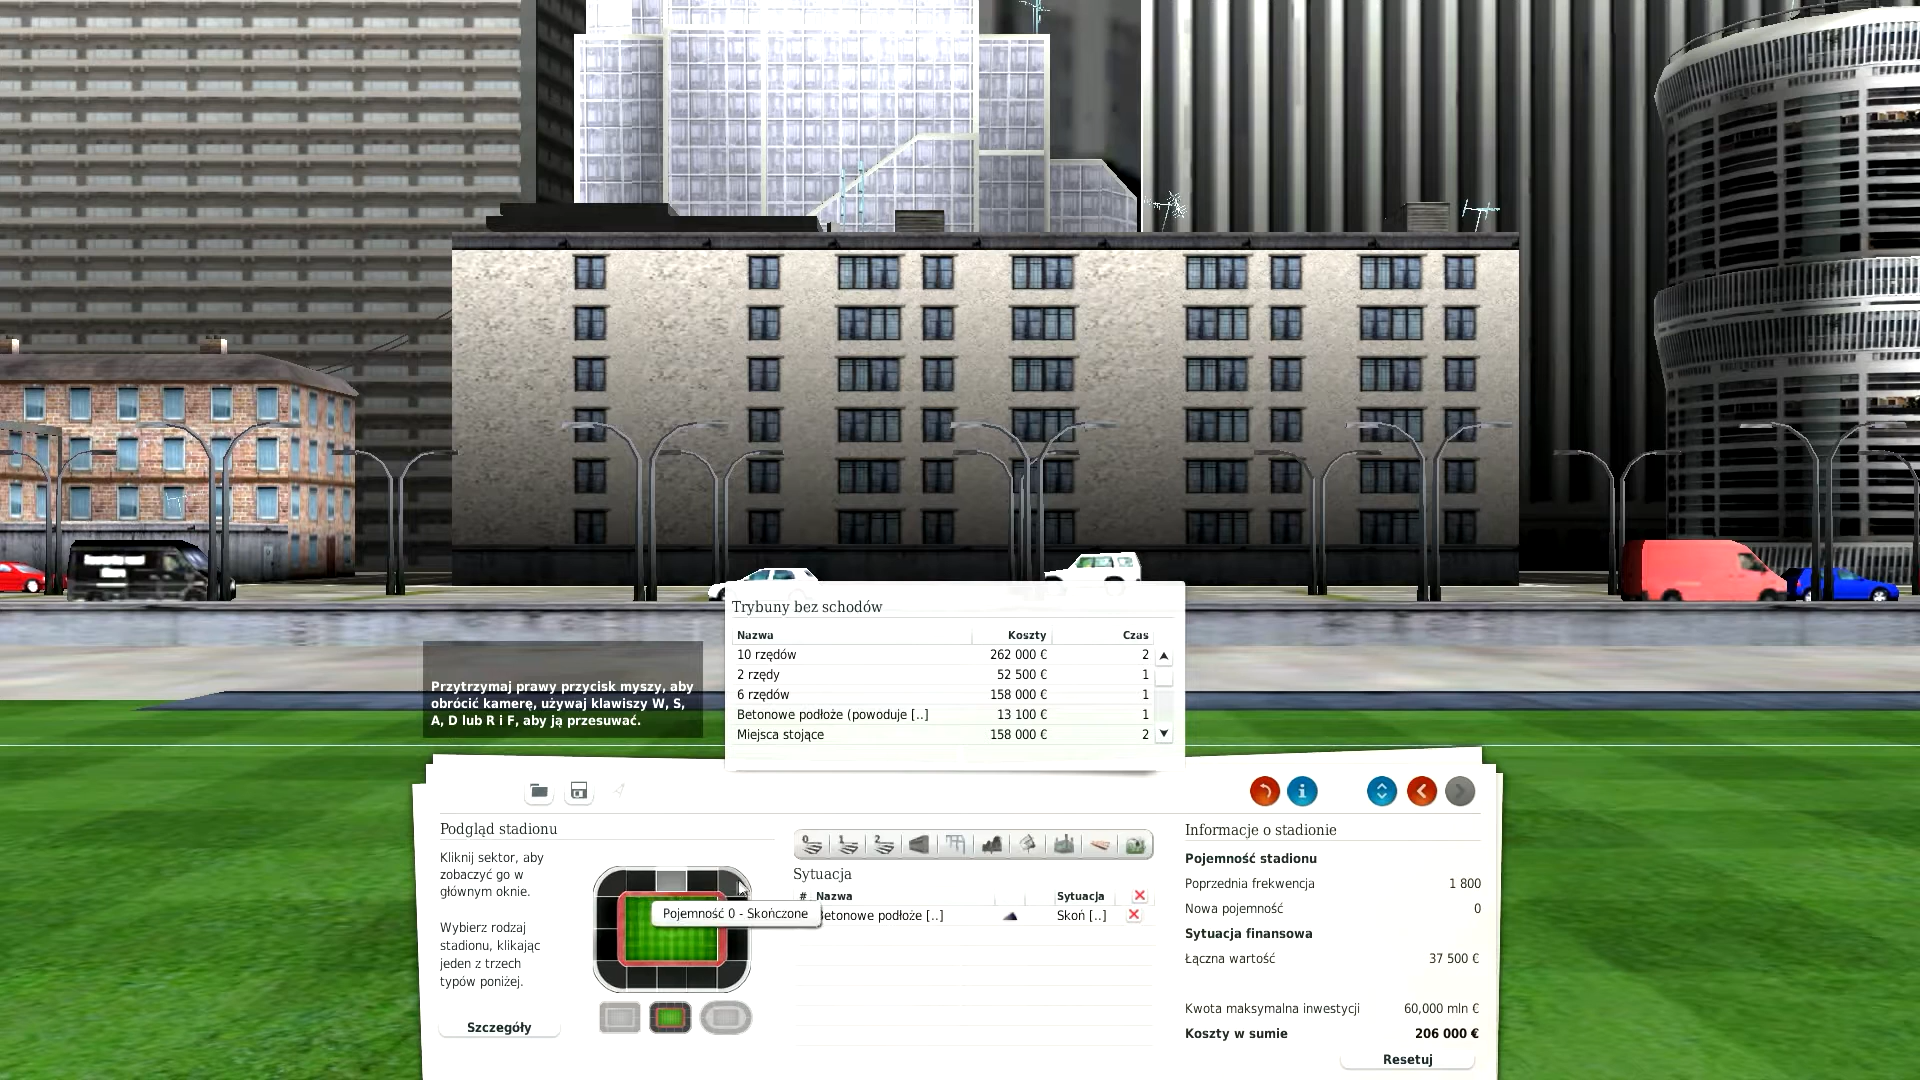 Trybuny bez schodów
Nazwa Koszty Czas
10 rzędów 262 000 € 2
2 rzędy 52 500 € 1
6 rzędów 158 000 € 1
Betonowe podłoże (powoduje [..] 13 100 € 1
Miejsca stojące 158 000 € 2
Przytrzymaj prawy przycisk myszy, aby
obrócić kamerę, używaj klawiszy W, S,
A, D lub R i F, aby ją przesuwać.
Podgląd stadionu
Kliknij sektor, aby
zobaczyć go w
głównym oknie.
Wybierz rodzaj
stadionu, klikając
jeden z trzech
typów poniżej.
Szczegóły
Pojemność 0 - Skończone
0 1 2
Sytuacja
# Nazwa Sytuacja
Betonowe podłoże [..] Skoń [..]
Informacje o stadionie
Pojemność stadionu
Poprzednia frekwencja 1 800
Nowa pojemność 0
Sytuacja finansowa
Łączna wartość 37 500 €
Kwota maksymalna inwestycji 60,000 mln €
Koszty w sumie 206 000 €
Resetuj